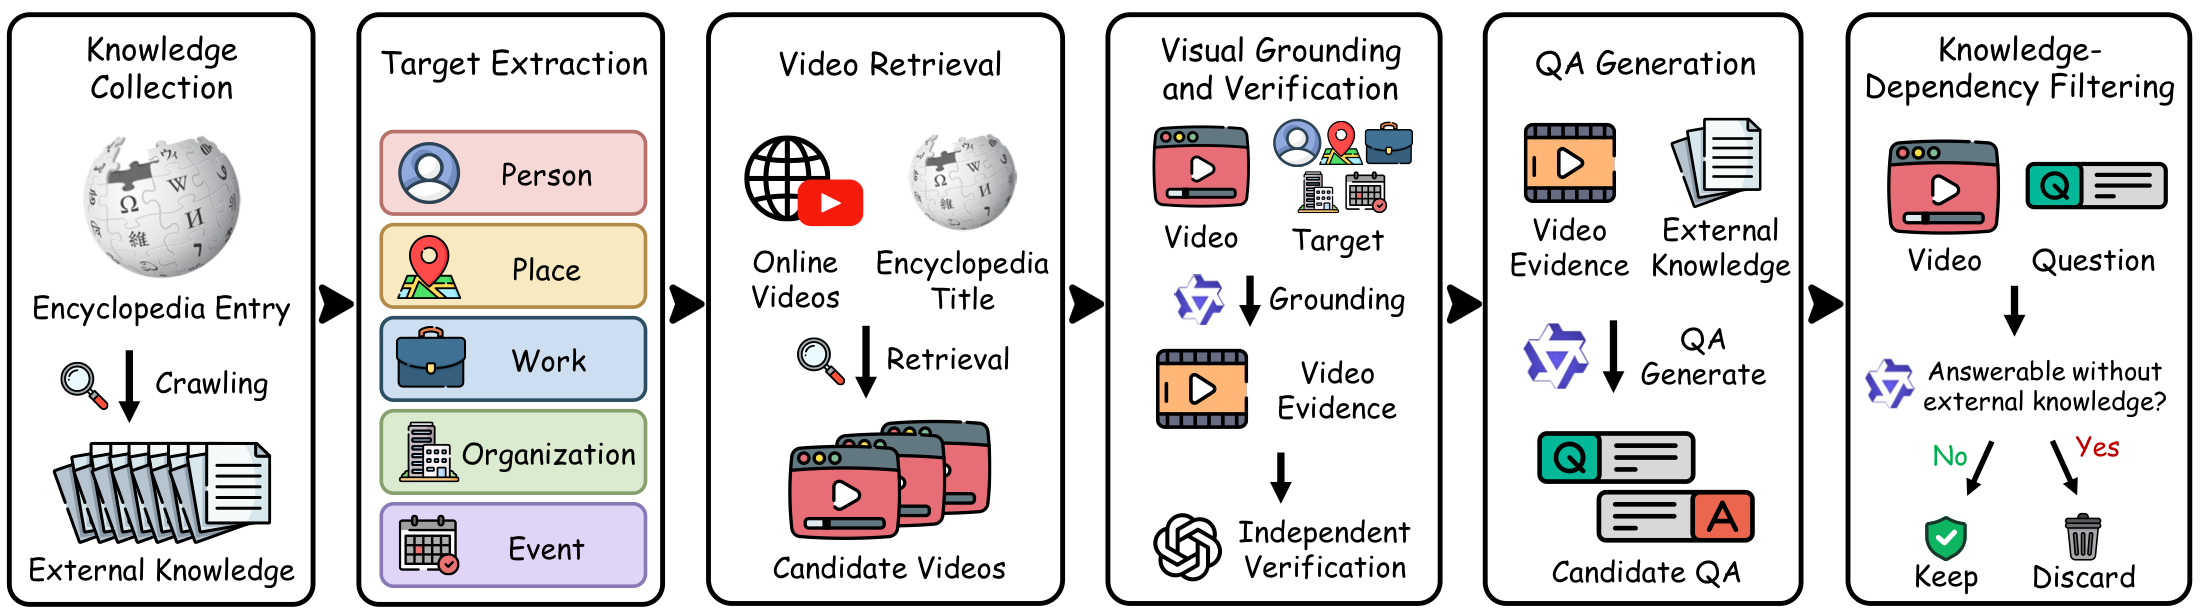 Knowledge
Collection
Encyclopedia Entry
Crawling
External Knowledge
Target Extraction
Person
Place
Work
Organization
Event
Video Retrieval
Online
Videos
Encyclopedia
Title
Retrieval
Candidate Videos
Visual Grounding
and Verification
Video
Target
Grounding
Video
Evidence
Independent
Verification
QA Generation
Video
Evidence
External
Knowledge
QA
Generate
Q
A
Candidate QA
Knowledge-
Dependency Filtering
Q
Video
Question
Answerable without
external knowledge?
No
Yes
Keep
Discard